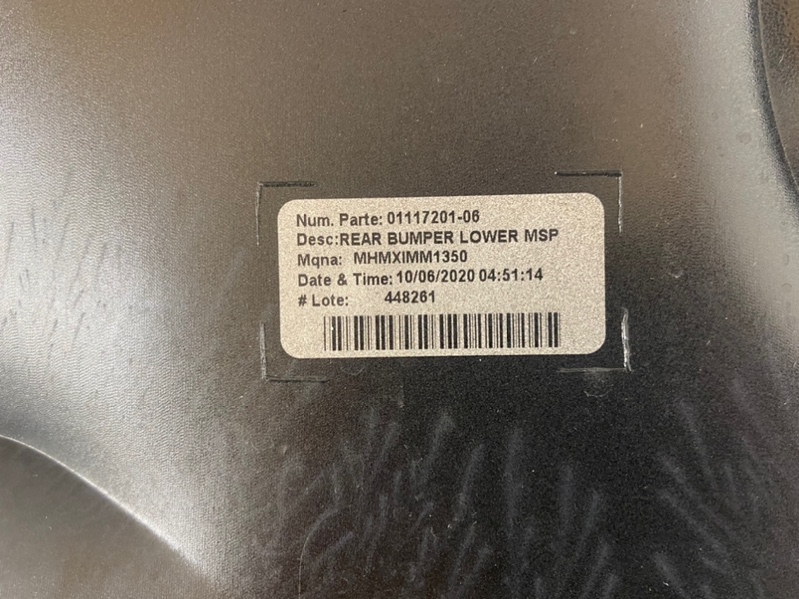 Num. Parte: 01117201-06
Desc:REAR BUMPER LOWER MSP
Mqna: MHMXIMM1350
Date & Time: 10/06/2020 04:51:14
# Lote: 448261